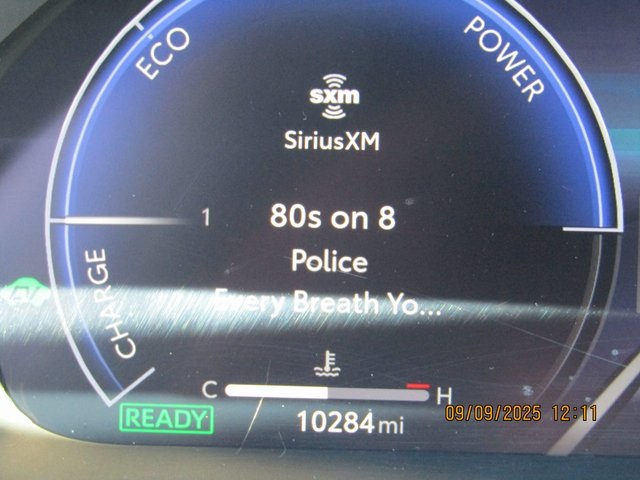 ECO
POWER
sxm
SiriusXM
1
80s on 8
Police
Every Breath Yo...
CHARGE
C
H
READY
10284 mi
09/09/2025 12:11